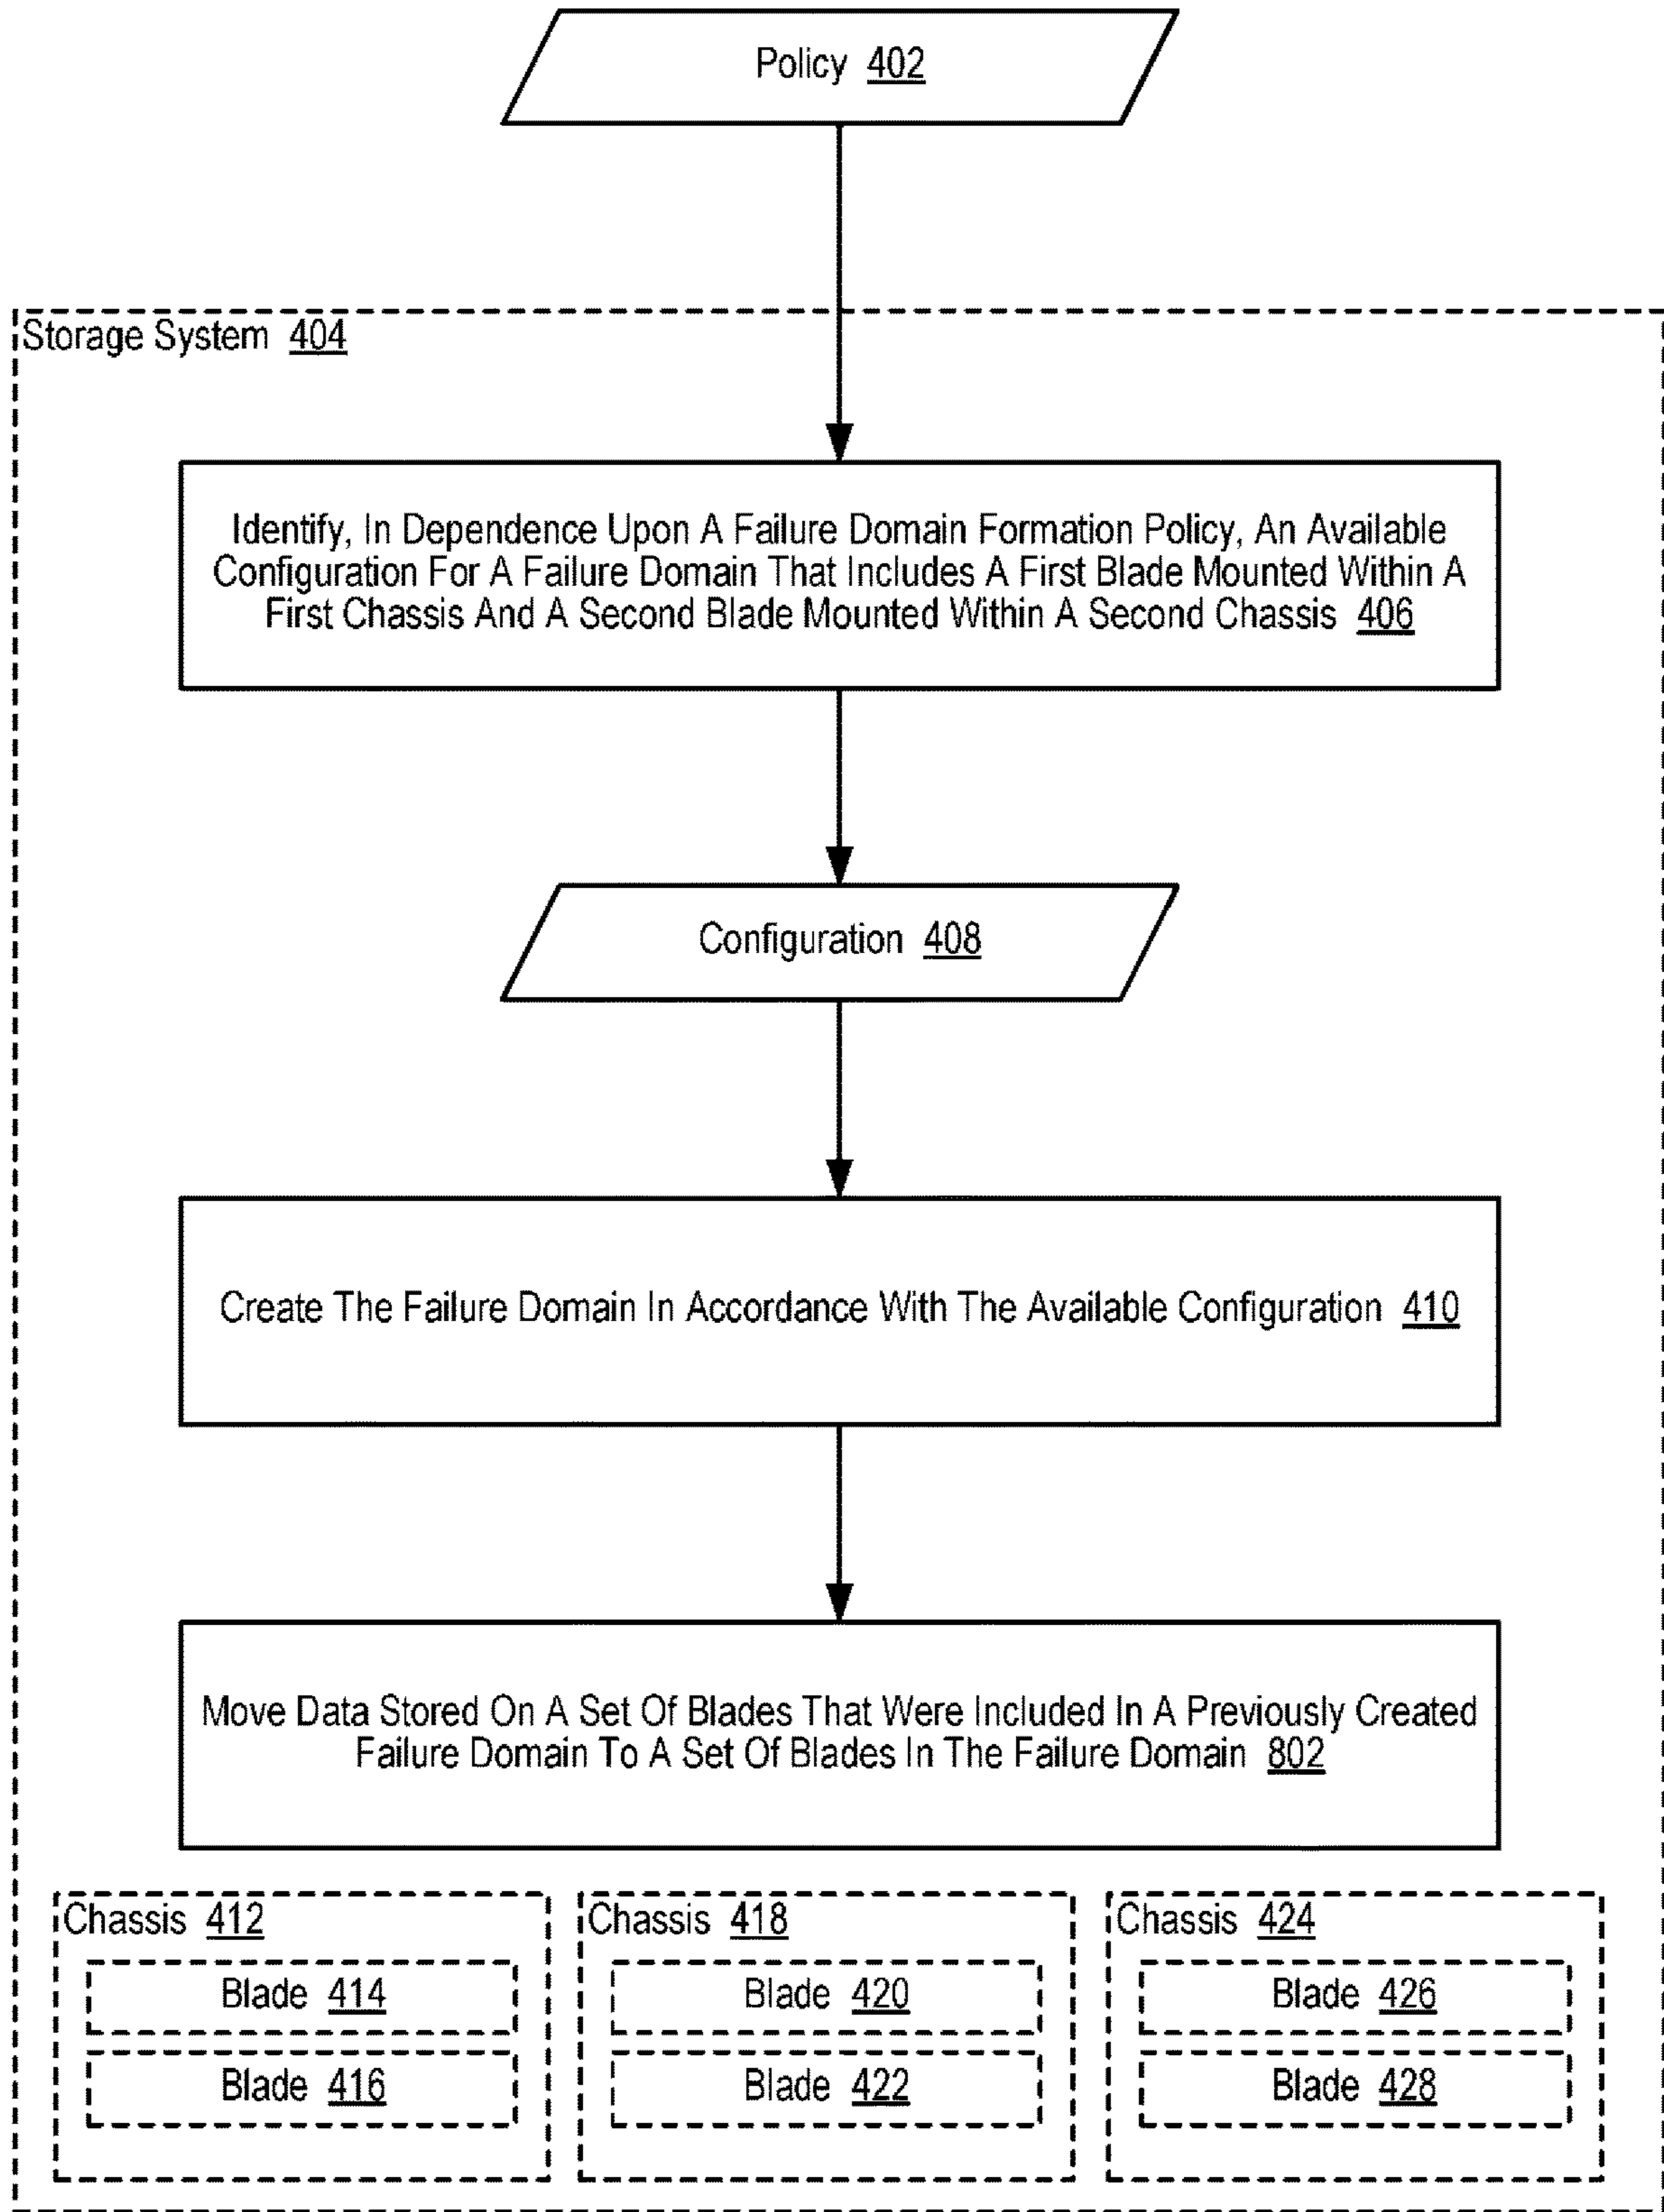 Policy 402
Storage System 404
Identify, In Dependence Upon A Failure Domain Formation Policy, An Available
Configuration For A Failure Domain That Includes A First Blade Mounted Within A
First Chassis And A Second Blade Mounted Within A Second Chassis 406
Configuration 408
Create The Failure Domain In Accordance With The Available Configuration 410
Move Data Stored On A Set Of Blades That Were Included In A Previously Created
Failure Domain To A Set Of Blades In The Failure Domain 802
Chassis 412
Blade 414
Blade 416
Chassis 418
Blade 420
Blade 422
Chassis 424
Blade 426
Blade 428